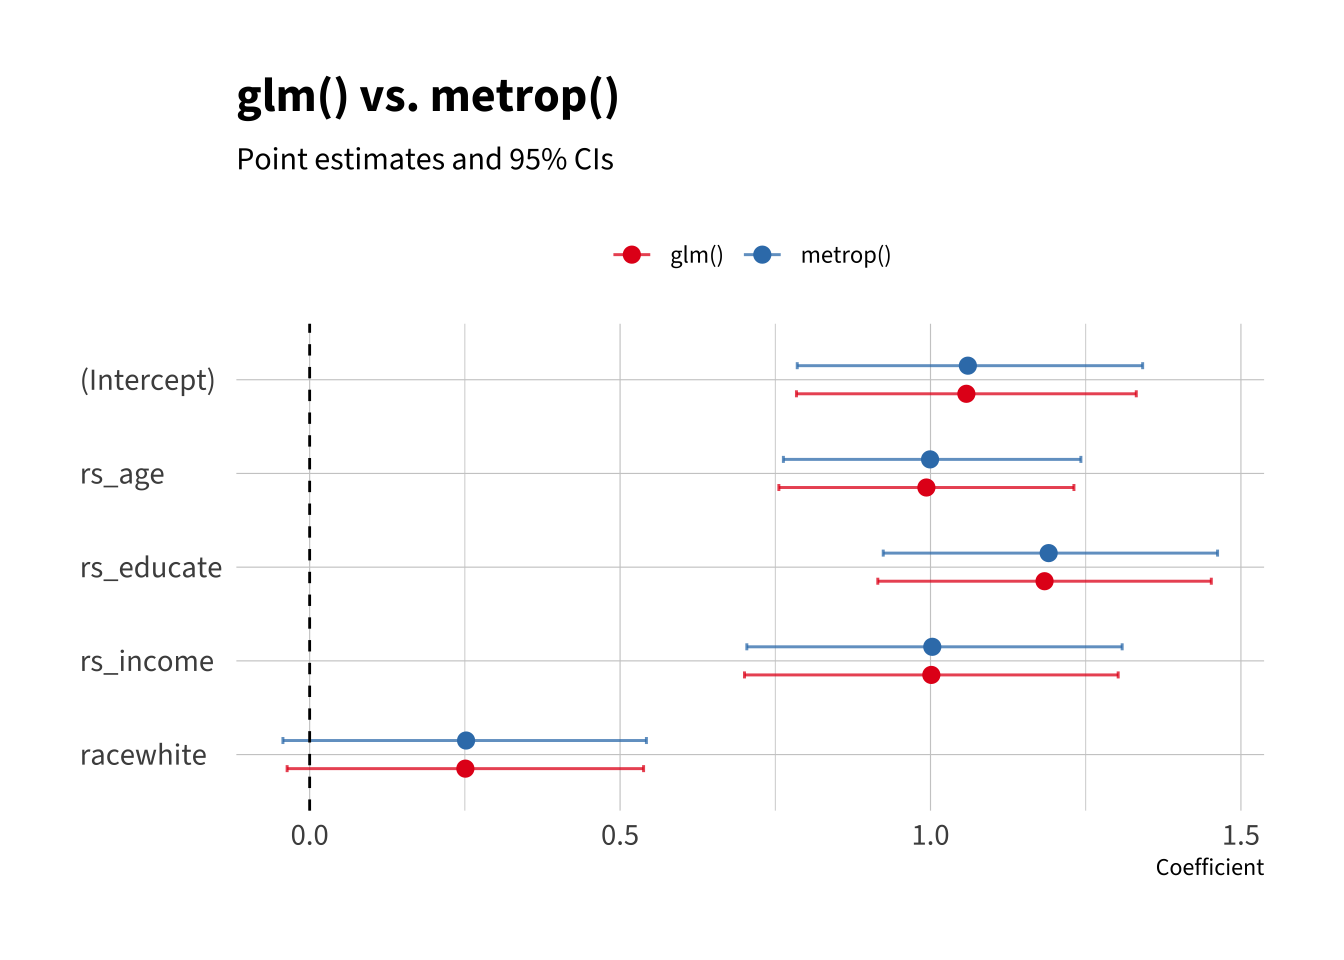 glm() vs. metrop()
Point estimates and 95% CIs
glm() metrop()
(Intercept)
rs_age
rs_educate
rs_income
racewhite
0.0 0.5 1.0 1.5
Coefficient